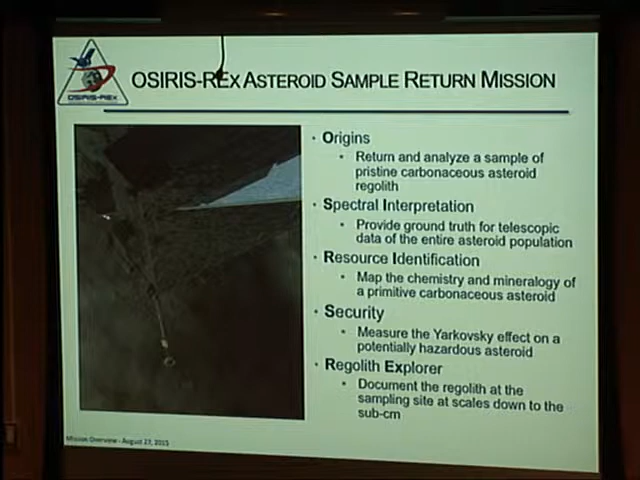 OSIRIS-REX ASTEROID SAMPLE RETURN MISSION
OSIRIS-REX
• Origins
• Return and analyze a sample of
pristine carbonaceous asteroid
regolith
• Spectral Interpretation
• Provide ground truth for telescopic
data of the entire asteroid population
• Resource Identification
• Map the chemistry and mineralogy of
a primitive carbonaceous asteroid
• Security
• Measure the Yarkovsky effect on a
potentially hazardous asteroid
• Regolith Explorer
• Document the regolith at the
sampling site at scales down to the
sub-cm
Mission Overview - August 27, 2015